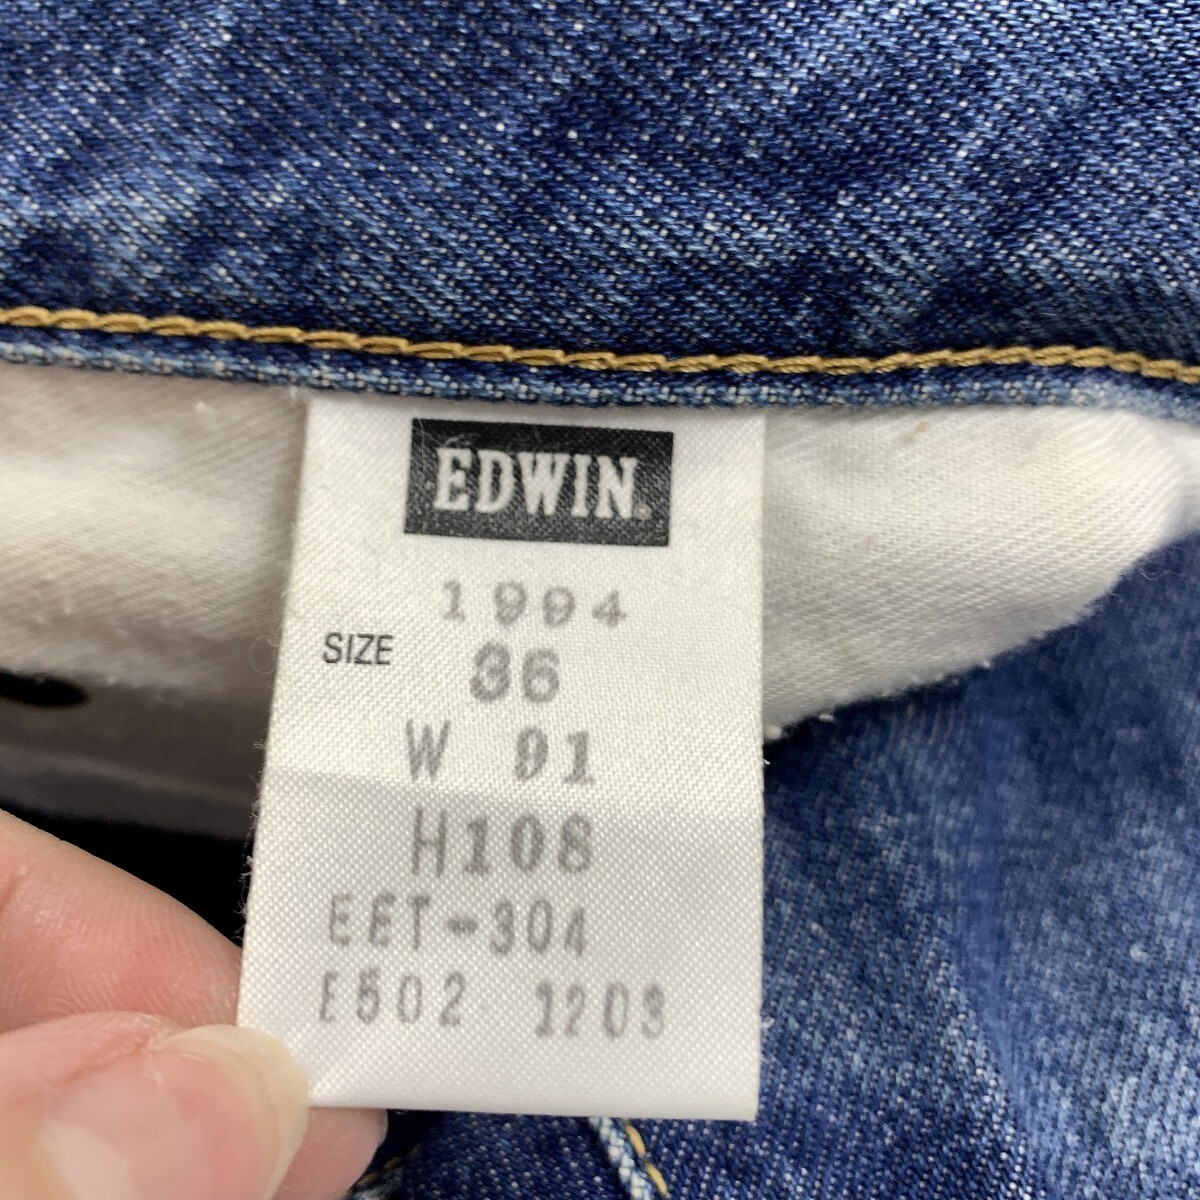 EDWIN®
1994
SIZE 36
W 91
H108
EET-304
E502 1203